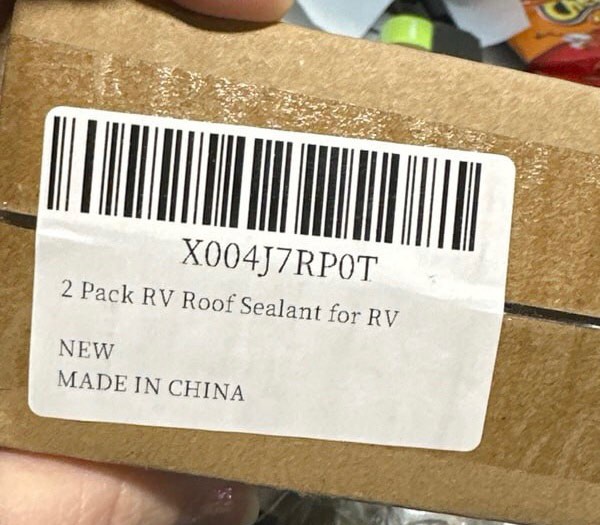 X004J7RP0T
2 Pack RV Roof Sealant for RV
NEW
MADE IN CHINA